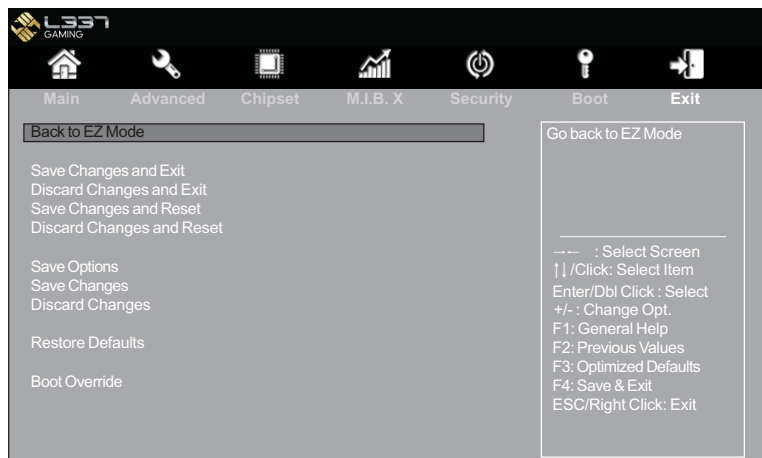 L337
GAMING
Main Advanced Chipset M.I.B. X Security Boot Exit
Back to EZ Mode
Save Changes and Exit
Discard Changes and Exit
Save Changes and Reset
Discard Changes and Reset
Save Options
Save Changes
Discard Changes
Restore Defaults
Boot Override
Go back to EZ Mode
→← : Select Screen
↑↓/Click: Select Item
Enter/Dbl Click : Select
+/- : Change Opt.
F1: General Help
F2: Previous Values
F3: Optimized Defaults
F4: Save & Exit
ESC/Right Click: Exit